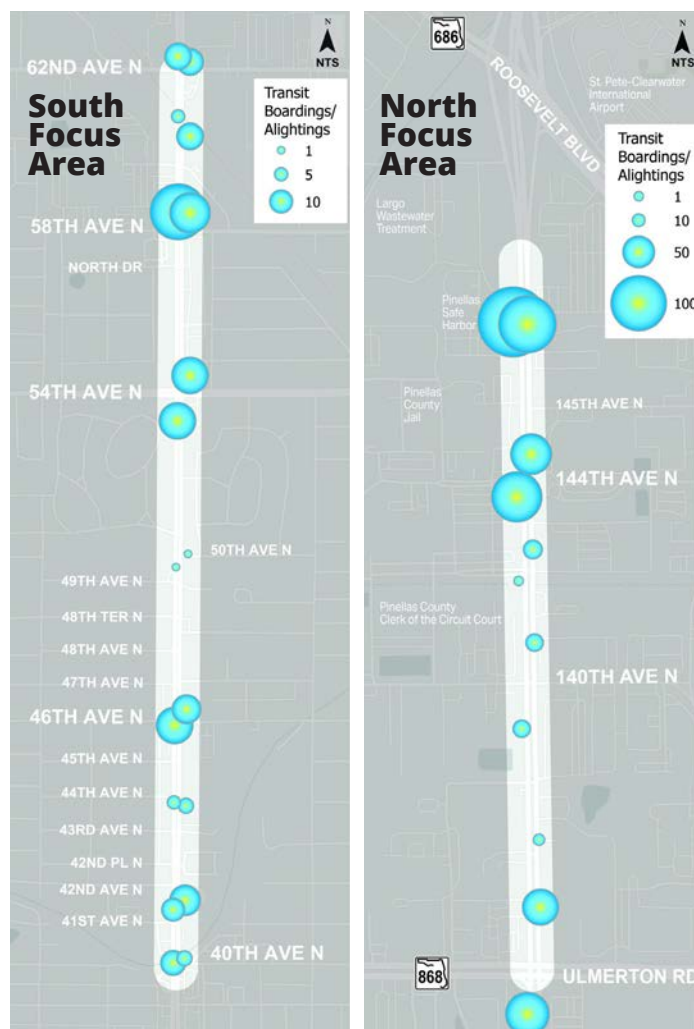 N
NTS
62ND AVE N
South
Focus
Area
Transit
Boardings/
Alightings
1
5
10
58TH AVE N
NORTH DR
54TH AVE N
50TH AVE N
49TH AVE N
48TH TER N
48TH AVE N
47TH AVE N
46TH AVE N
45TH AVE N
44TH AVE N
43RD AVE N
42ND PL N
42ND AVE N
41ST AVE N
40TH AVE N
686
N
NTS
ROOSEVELT BLVD
St. Pete-Clearwater
International
Airport
North
Focus
Area
Transit
Boardings/
Alightings
1
10
50
100
Largo
Wastewater
Treatment
Pinellas
Safe
Harbor
Pinellas
County
Jail
145TH AVE N
144TH AVE N
Pinellas County
Clerk of the Circuit Court
140TH AVE N
868
ULMERTON RD